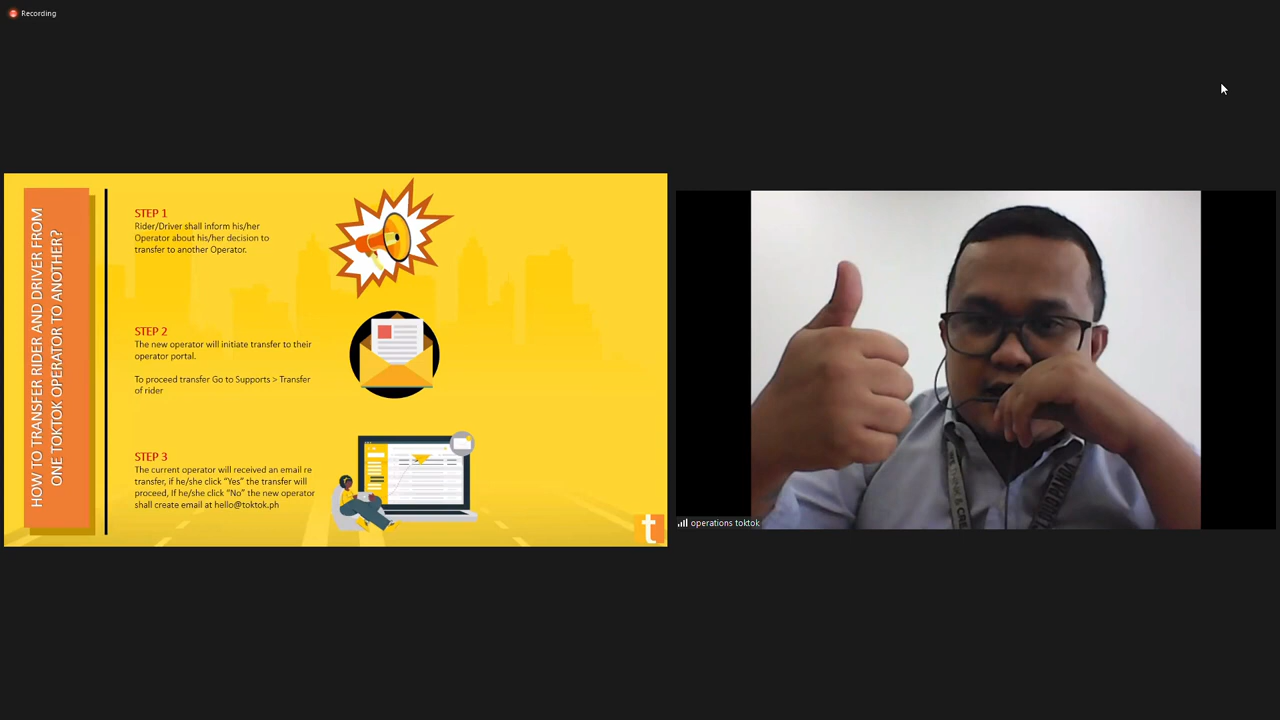 Recording
HOW TO TRANSFER RIDER AND DRIVER FROM
ONE TOKTOK OPERATOR TO ANOTHER?
STEP 1
Rider/Driver shall inform his/her
Operator about his/her decision to
transfer to another Operator.
STEP 2
The new operator will initiate transfer to their
operator portal.
To proceed transfer Go to Supports > Transfer
of rider
STEP 3
The current operator will received an email re
transfer, if he/she click “Yes” the transfer will
proceed, If he/she click “No” the new operator
shall create email at hello@toktok.ph
t
operations toktok